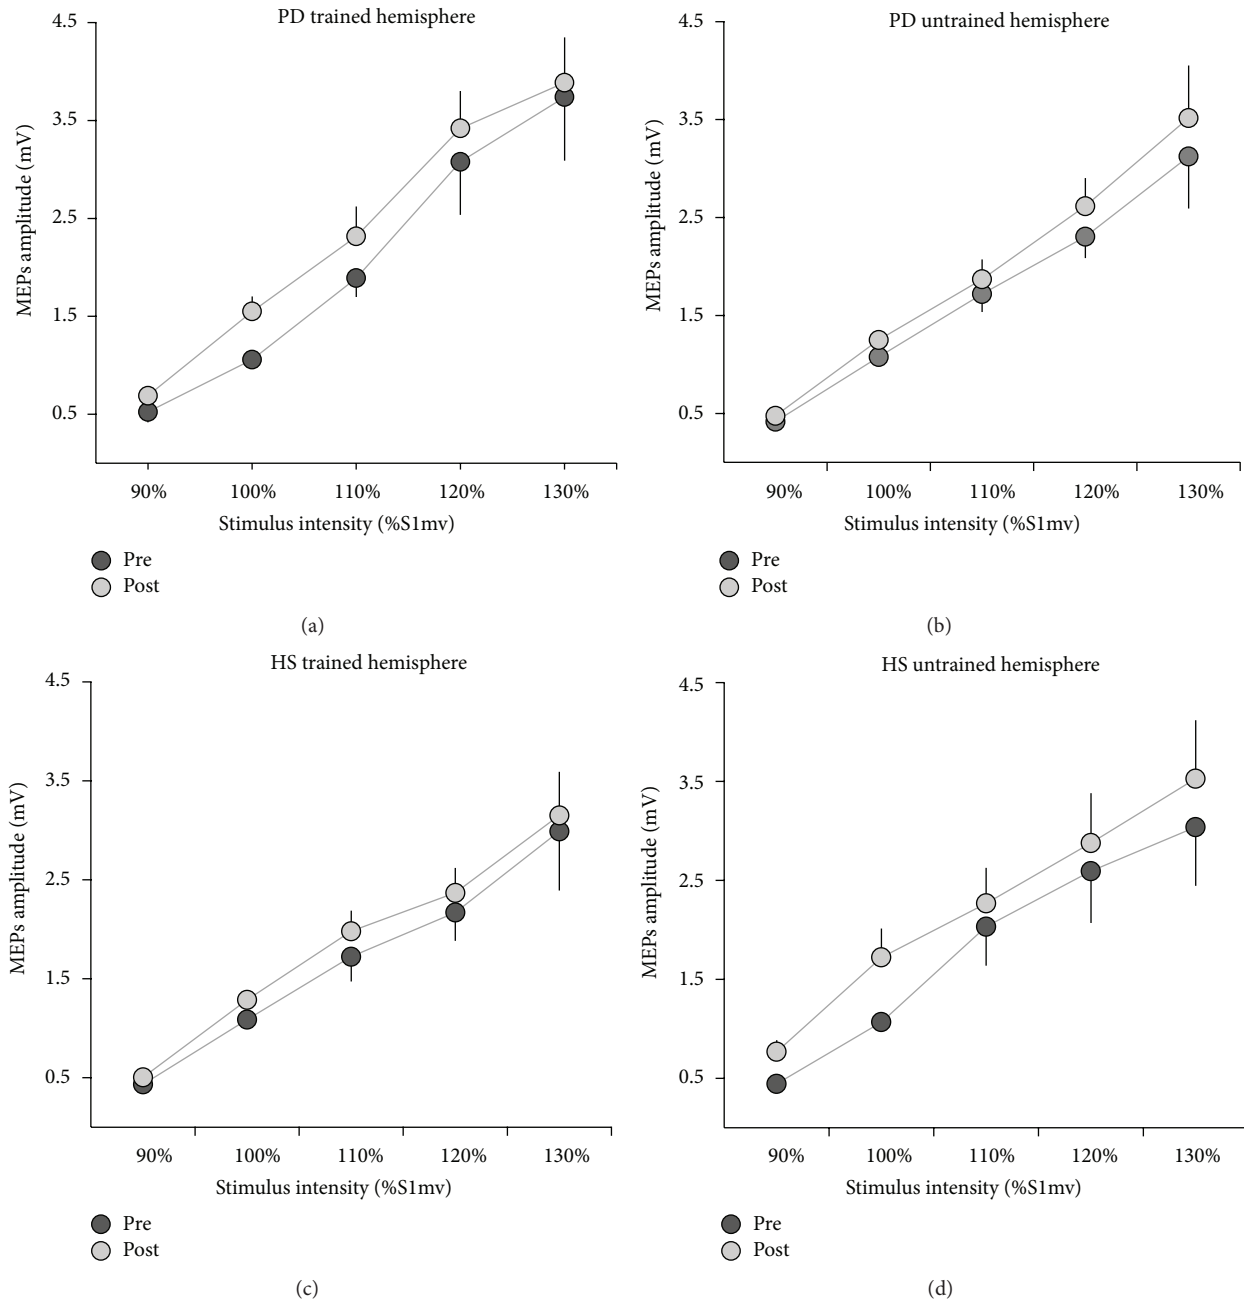 PD trained hemisphere
4.5
3.5
2.5
1.5
0.5
MEPs amplitude (mV)
90% 100% 110% 120% 130%
Stimulus intensity (%S1mv)
Pre
Post
(a)
PD untrained hemisphere
4.5
3.5
2.5
1.5
0.5
MEPs amplitude (mV)
90% 100% 110% 120% 130%
Stimulus intensity (%S1mv)
Pre
Post
(b)
HS trained hemisphere
4.5
3.5
2.5
1.5
0.5
MEPs amplitude (mV)
90% 100% 110% 120% 130%
Stimulus intensity (%S1mv)
Pre
Post
(c)
HS untrained hemisphere
4.5
3.5
2.5
1.5
0.5
MEPs amplitude (mV)
90% 100% 110% 120% 130%
Stimulus intensity (%S1mv)
Pre
Post
(d)